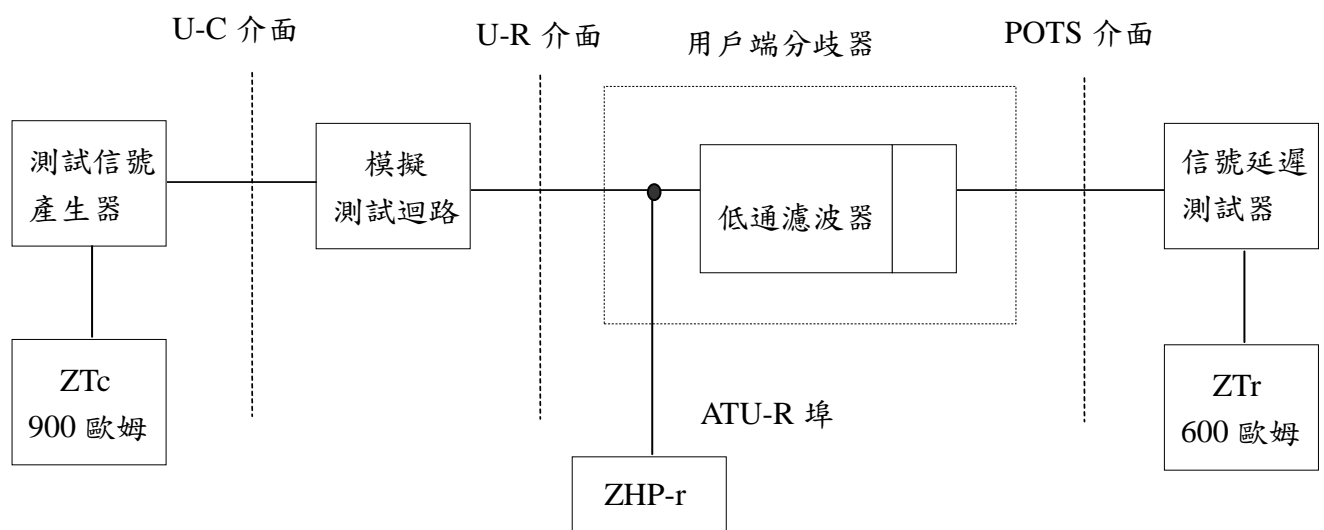 U-C 介面
U-R 介面
用戶端分歧器
POTS 介面
測試信號
產生器
模擬
測試迴路
低通濾波器
信號延遲
測試器
ZTc
900 歐姆
ATU-R 埠
ZHP-r
ZTr
600 歐姆